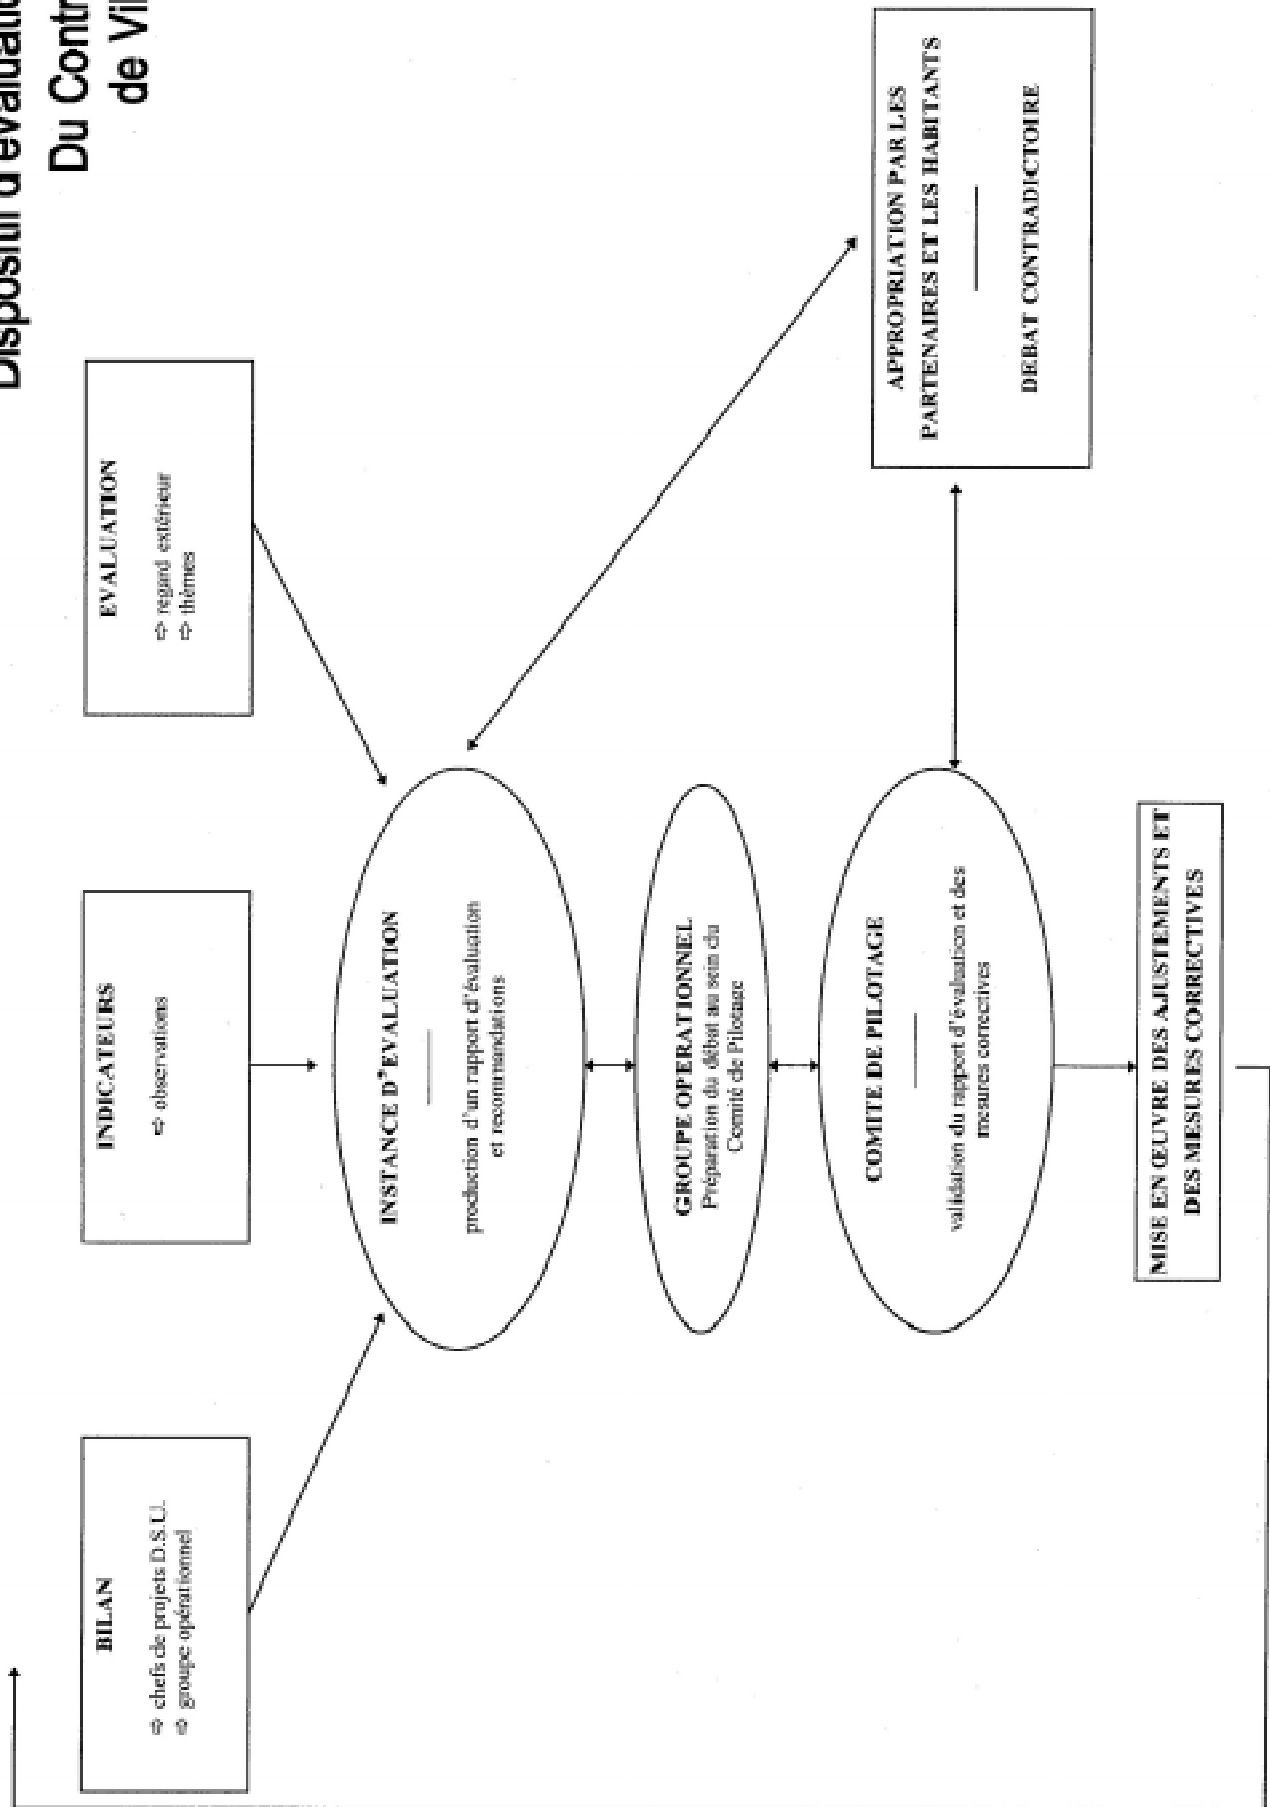 Dispositif d'évaluatio
Du Contr
de Vil
BILAN
⇨ chefs de projets D.S.U.
⇨ groupe opérationnel
INDICATEURS
⇨ observations
EVALUATION
⇨ regard extérieur
⇨ thèmes
INSTANCE D'EVALUATION
production d'un rapport d'évaluation
et recommandations
GROUPE OPERATIONNEL
Préparation du débat au sein du
Comité de Pilotage
COMITE DE PILOTAGE
validation du rapport d'évaluation et des
mesures correctives
APPROPRIATION PAR LES
PARTENAIRES ET LES HABITANTS
DEBAT CONTRADICTOIRE
MISE EN ŒUVRE DES AJUSTEMENTS ET
DES MESURES CORRECTIVES